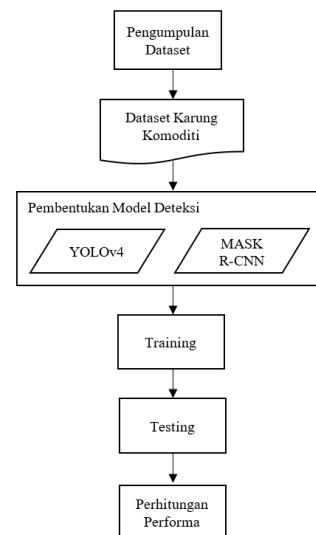 Pengumpulan
Dataset
Dataset Karung
Komoditi
Pembentukan Model Deteksi
YOLOv4
MASK
R-CNN
Training
Testing
Perhitungan
Performa